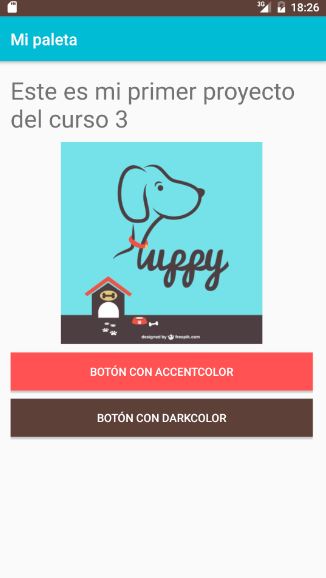 3G 18:26
Mi paleta
Este es mi primer proyecto
del curso 3
Puppy
designed by freepik.com
BOTÓN CON ACCENTCOLOR
BOTÓN CON DARKCOLOR